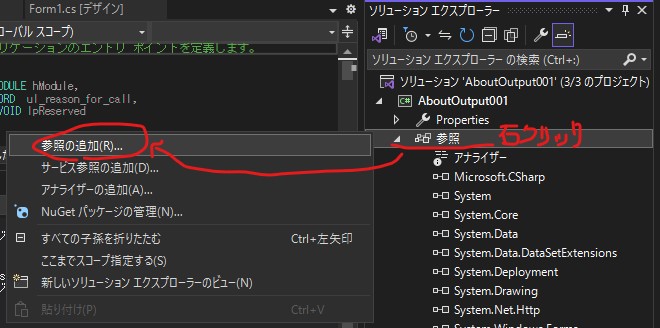 Form1.cs [デザイン]
ローバル スコープ)
リケーションのエントリ ポイントを定義します。
MODULE hModule,
ORD ul_reason_for_call,
VOID lpReserved
参照の追加(R)...
サービス参照の追加(D)...
アナライザーの追加(A)...
NuGet パッケージの管理(N)...
すべての子孫を折りたたむ Ctrl+左矢印
ここまでスコープ指定する(S)
新しいソリューション エクスプローラーのビュー(N)
貼り付け(P) Ctrl+V
ソリューション エクスプローラー
ソリューション エクスプローラー の検索 (Ctrl+:)
ソリューション 'AboutOutput001' (3/3 のプロジェクト)
C# AboutOutput001
Properties
参照 右クリック
アナライザー
Microsoft.CSharp
System
System.Core
System.Data
System.Data.DataSetExtensions
System.Deployment
System.Drawing
System.Net.Http